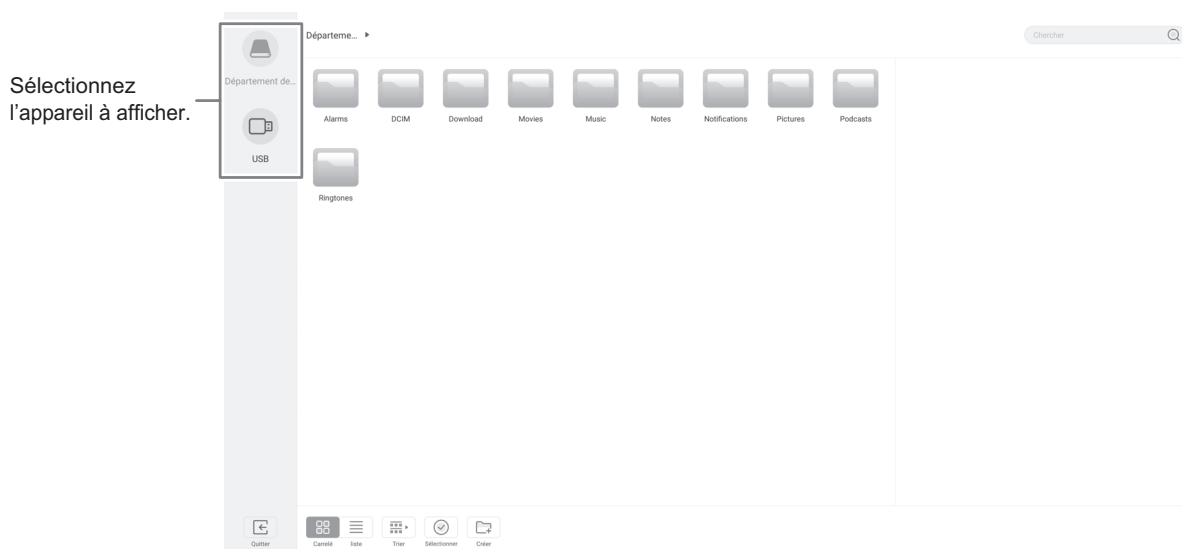 Sélectionnez
l'appareil à afficher.
Département de...
USB
Départeme...
Chercher
Alarms DCIM Download Movies Music Notes Notifications Pictures Podcasts
Ringtones
Quitter Carrelé liste Trier Sélectionner Créer